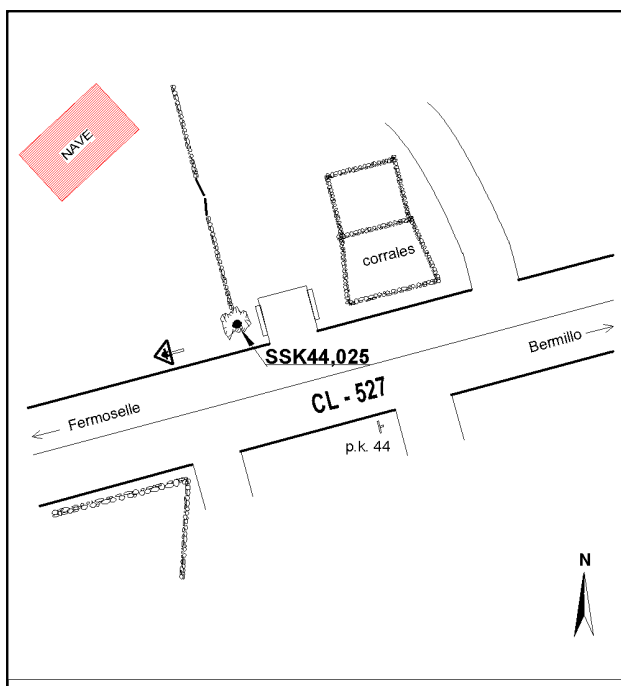 NAVE
corrales
SSK44,025
Bermillo
Fermoselle
CL - 527
p.k. 44
N